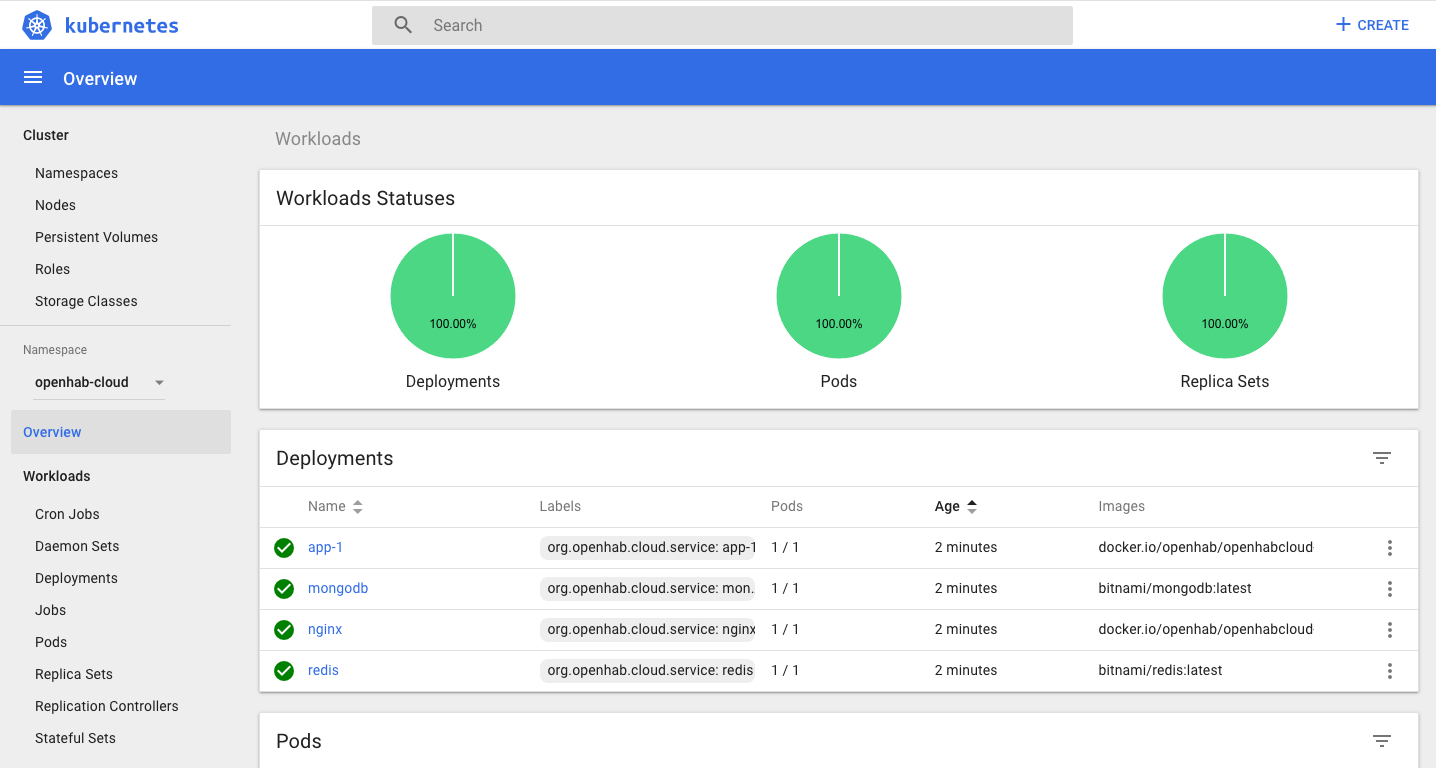 kubernetes
Search
CREATE
Overview
Cluster
Namespaces
Nodes
Persistent Volumes
Roles
Storage Classes
Namespace
openhab-cloud
Overview
Workloads
Cron Jobs
Daemon Sets
Deployments
Jobs
Pods
Replica Sets
Replication Controllers
Stateful Sets
Workloads
Workloads Statuses
100.00% 100.00% 100.00%
Deployments Pods Replica Sets
Deployments
Name Labels Pods Age Images
app-1 org.openhab.cloud.service: app-1 1 / 1 2 minutes docker.io/openhab/openhabcloud-
mongodb org.openhab.cloud.service: mon. 1 / 1 2 minutes bitnami/mongodb:latest
nginx org.openhab.cloud.service: nginx 1 / 1 2 minutes docker.io/openhab/openhabcloud-
redis org.openhab.cloud.service: redis 1 / 1 2 minutes bitnami/redis:latest
Pods